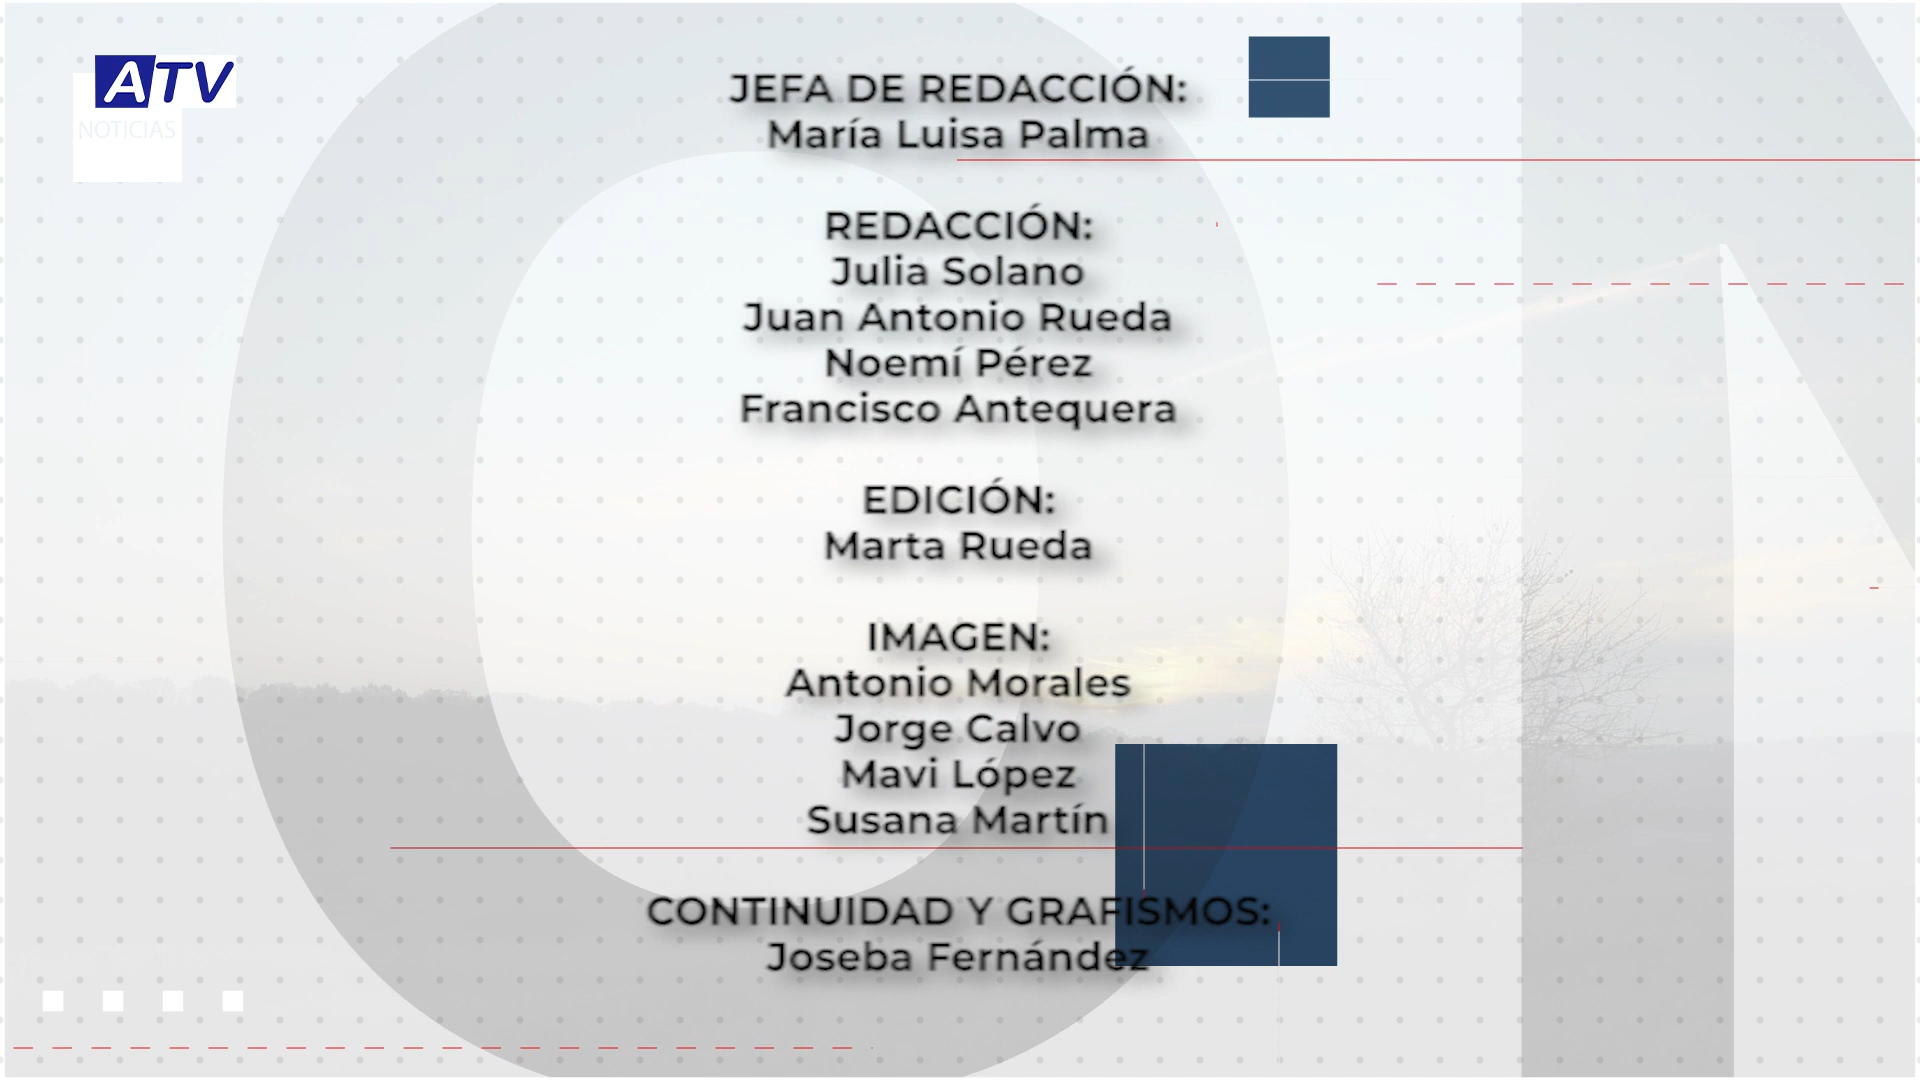 ATV
NOTICIAS
JEFA DE REDACCIÓN:
María Luisa Palma
REDACCIÓN:
Julia Solano
Juan Antonio Rueda
Noemí Pérez
Francisco Antequera
EDICIÓN:
Marta Rueda
IMAGEN:
Antonio Morales
Jorge Calvo
Mavi López
Susana Martín
CONTINUIDAD Y GRAFISMOS:
Joseba Fernández